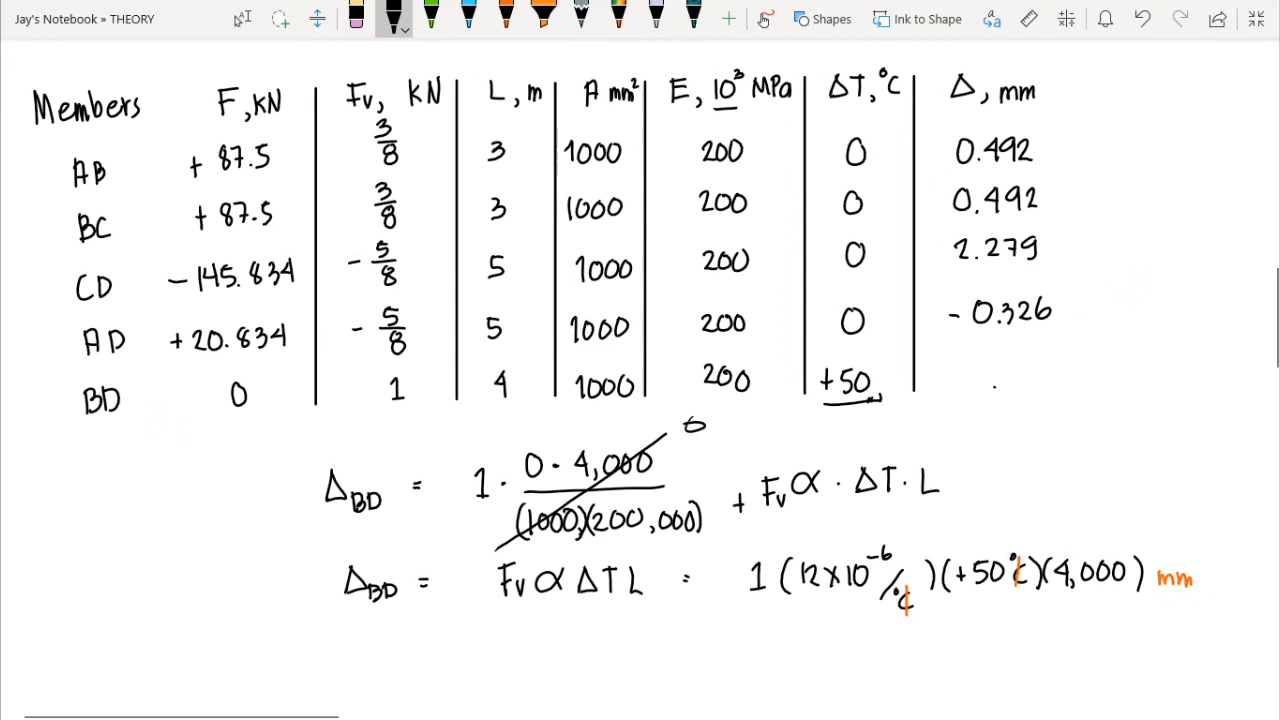 Jay's Notebook » THEORY
Shapes
Ink to Shape
Members F, kN Fv, kN L, m A mm² E, 10³ MPa ΔT, °C Δ, mm
AB + 87.5 3/8 3 1000 200 0 0.492
BC + 87.5 3/8 3 1000 200 0 0.492
CD - 145.834 - 5/8 5 1000 200 0 2.279
AD + 20.834 - 5/8 5 1000 200 0 - 0.326
BD 0 1 4 1000 200 +50
Δ_BD = 1 · (0 · 4,000)/((1000)(200,000)) 0 + Fv α · ΔT · L
Δ_BD = Fv α ΔT L = 1 (12 x 10⁻⁶/°C)(+50°C)(4,000) mm